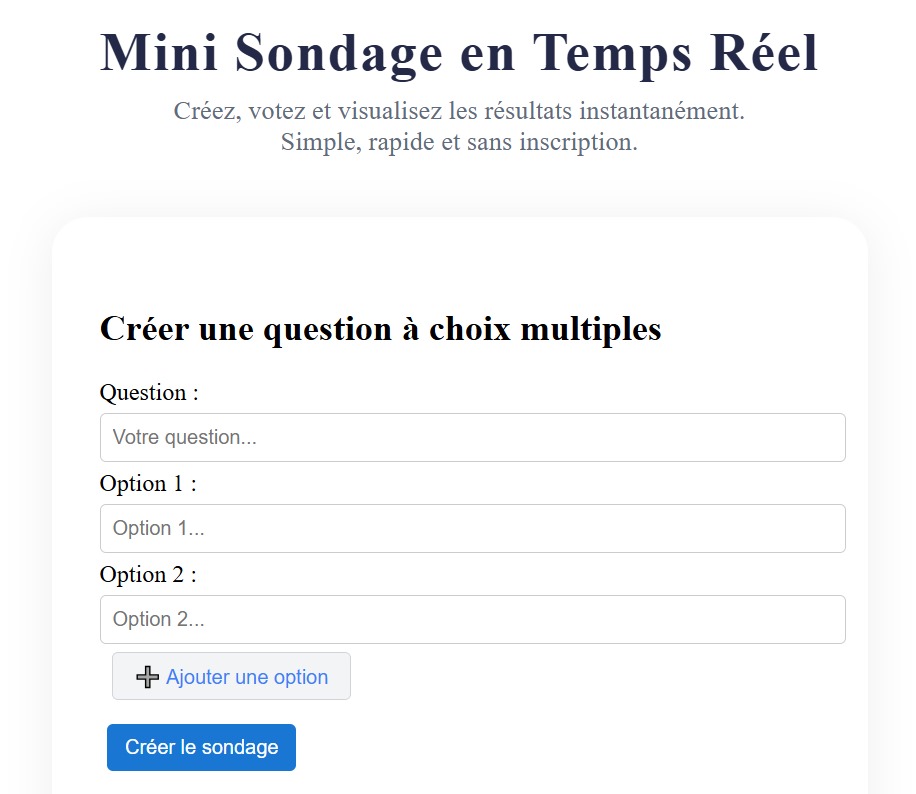 Mini Sondage en Temps Réel
Créez, votez et visualisez les résultats instantanément.
Simple, rapide et sans inscription.
Créer une question à choix multiples
Question :
Votre question...
Option 1 :
Option 1...
Option 2 :
Option 2...
Ajouter une option
Créer le sondage